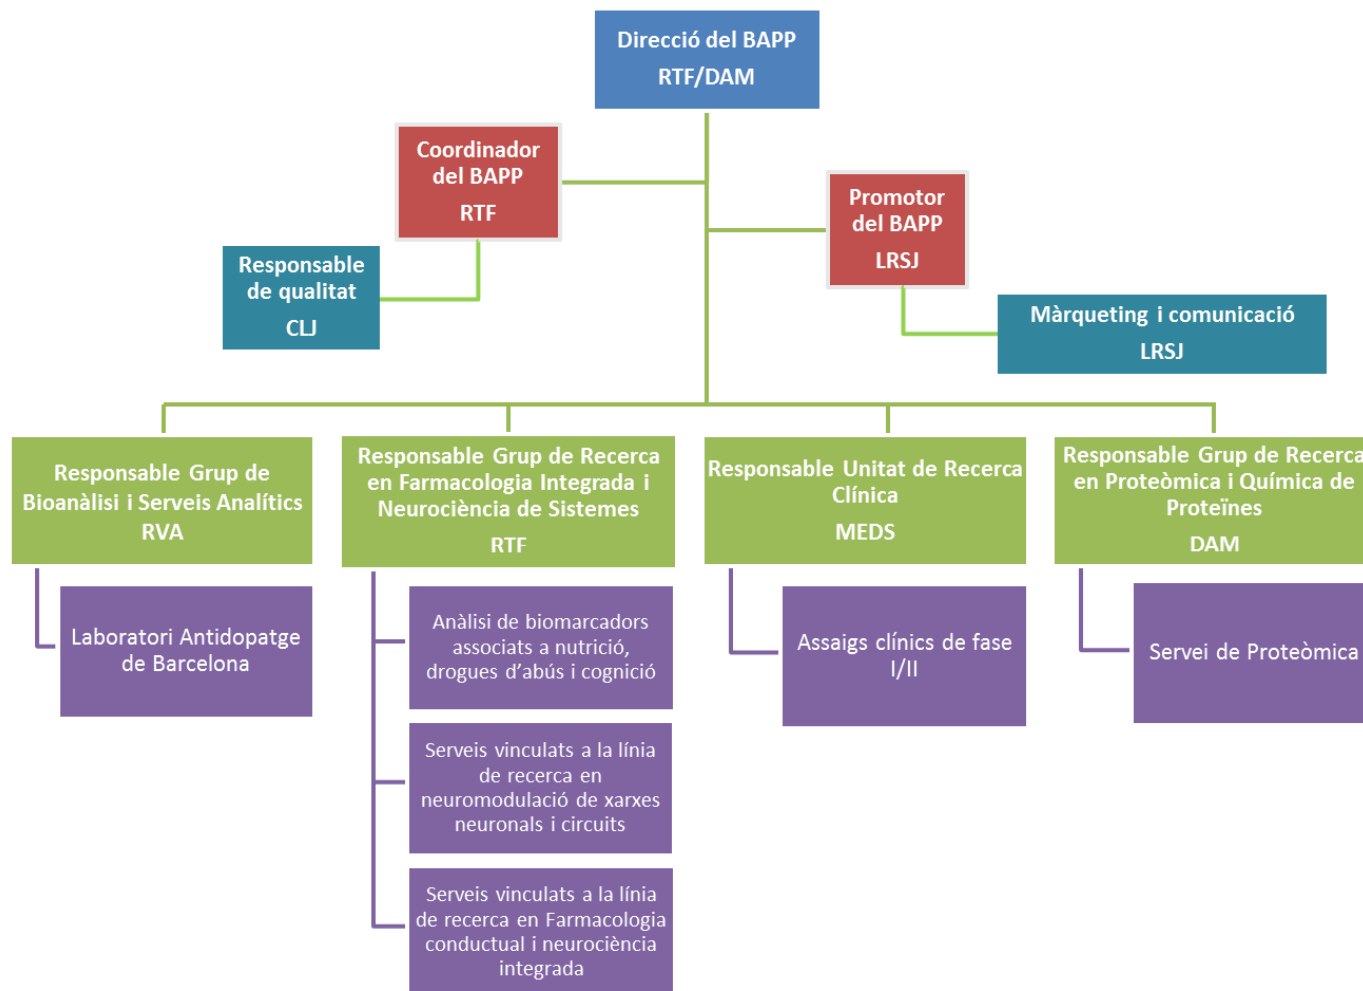 Direcció del BAPP
RTF/DAM
Coordinador
del BAPP
RTF
Promotor
del BAPP
LRSJ
Responsable
de qualitat
CLJ
Màrqueting i comunicació
LRSJ
Responsable Grup de
Bioanàlisi i Serveis Analítics
RVA
Responsable Grup de Recerca
en Farmacologia Integrada i
Neurociència de Sistemes
RTF
Responsable Unitat de Recerca
Clínica
MEDS
Responsable Grup de Recerca
en Proteòmica i Química de
Proteïnes
DAM
Laboratori Antidopatge
de Barcelona
Anàlisi de biomarcadors
associats a nutrició,
drogues d’abús i cognició
Serveis vinculats a la línia
de recerca en
neuromodulació de xarxes
neuronals i circuits
Serveis vinculats a la línia
de recerca en Farmacologia
conductual i neurociència
integrada
Assaigs clínics de fase
I/II
Servei de Proteòmica